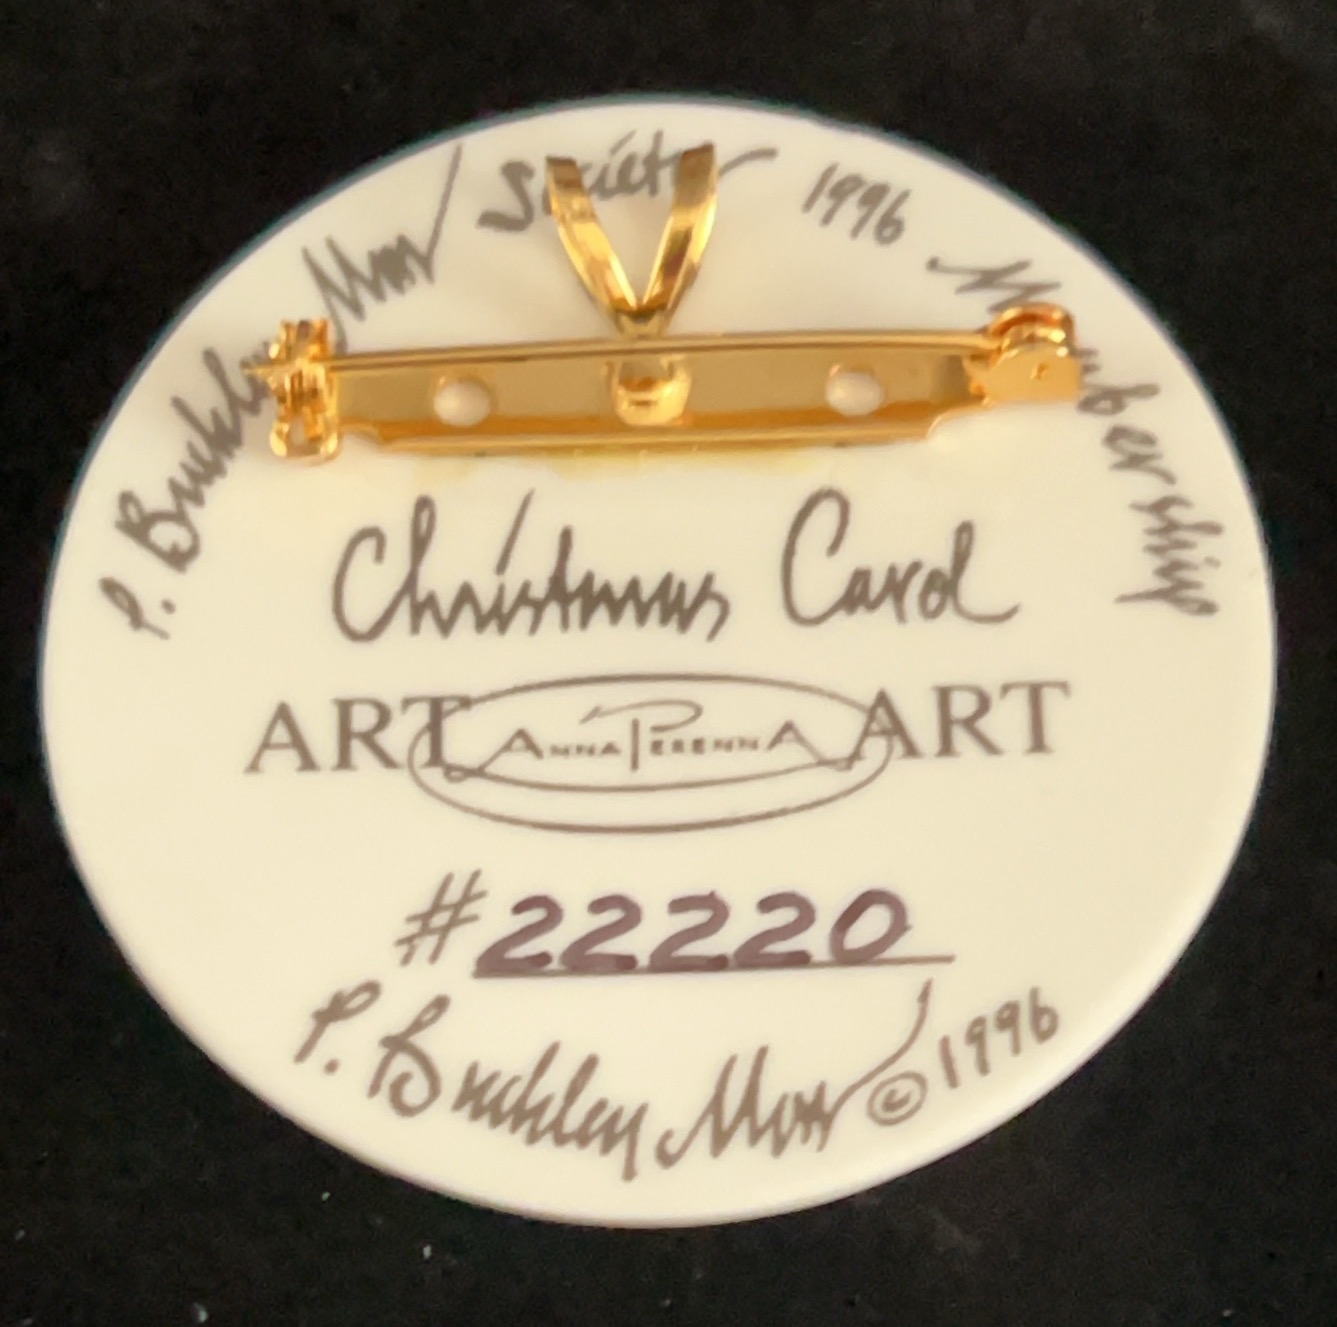 P. Buckley Moss Society 1996 Membership
Christmas Carol
ART ANNA PERENNA ART
#22220
P. Buckley Moss © 1996